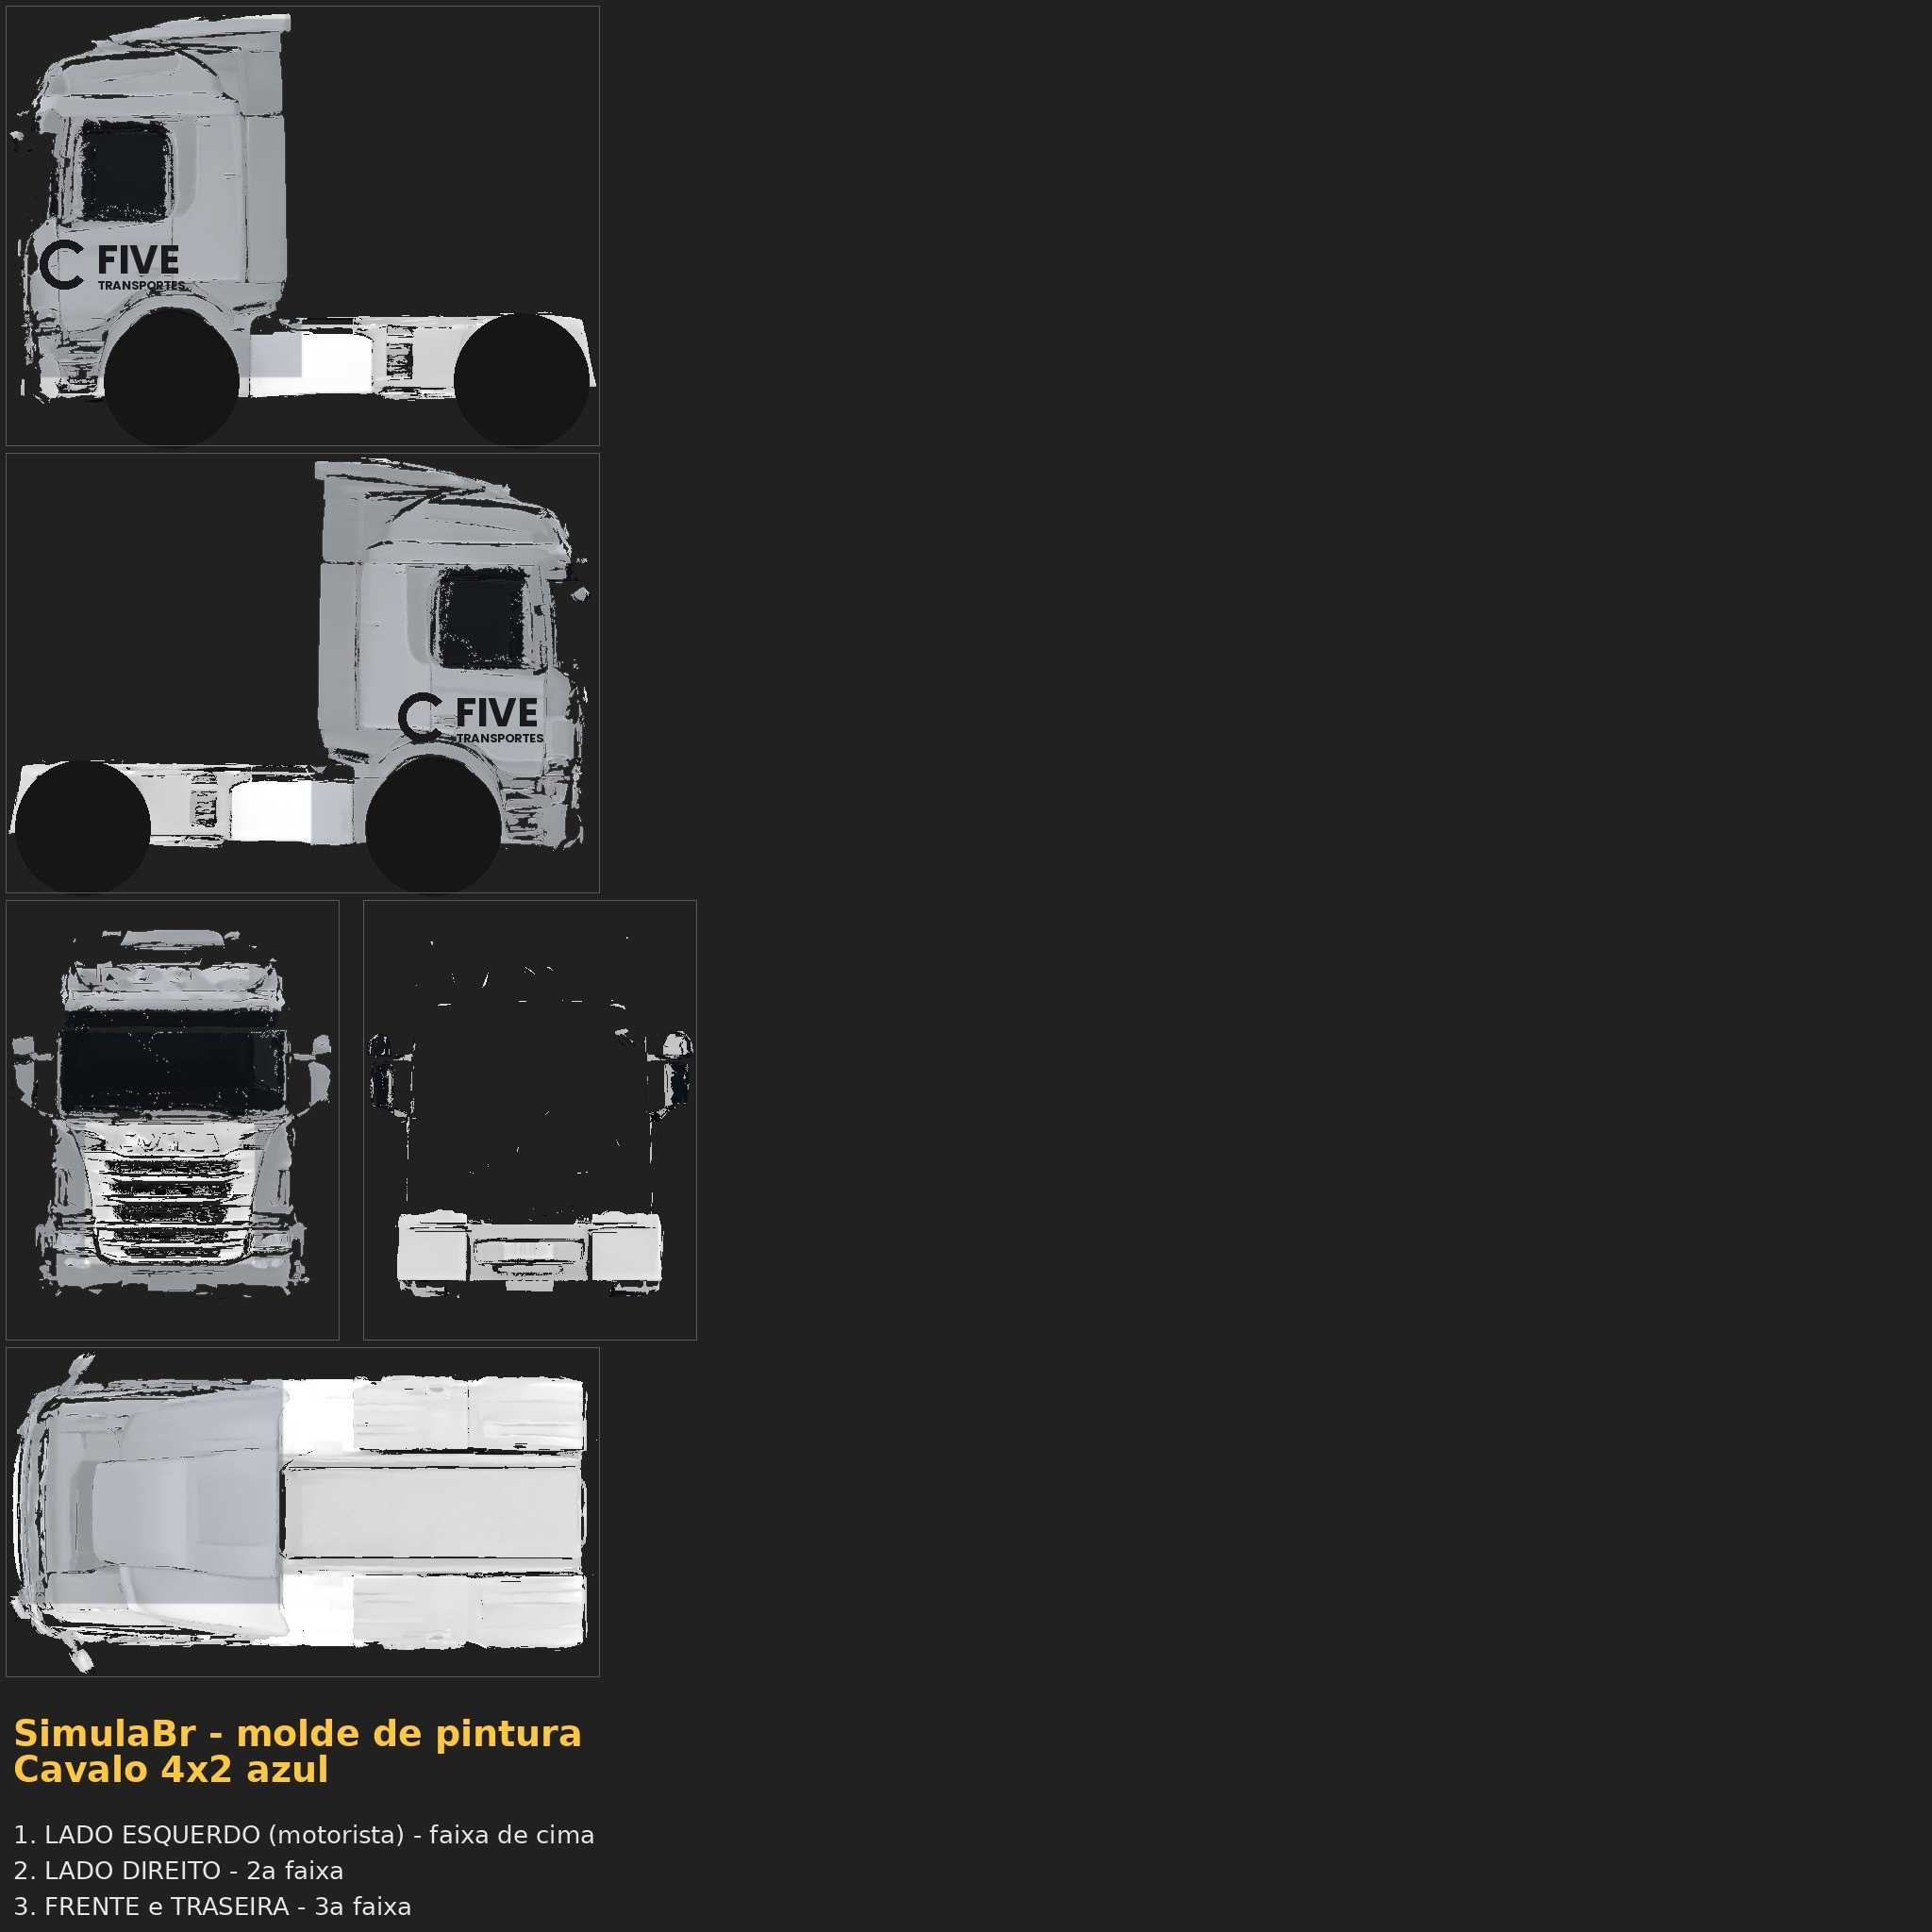 FIVE
TRANSPORTES
FIVE
TRANSPORTES
SimulaBr - molde de pintura
Cavalo 4x2 azul
1. LADO ESQUERDO (motorista) - faixa de cima
2. LADO DIREITO - 2a faixa
3. FRENTE e TRASEIRA - 3a faixa